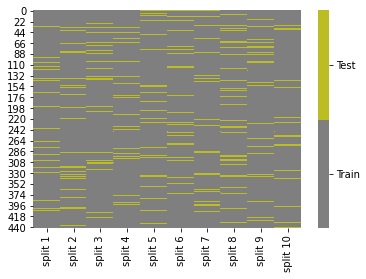 0
22
44
66
88
110
132
154
176
198
220
242
264
286
308
330
352
374
396
418
440
split 1
split 2
split 3
split 4
split 5
split 6
split 7
split 8
split 9
split 10
Test
Train